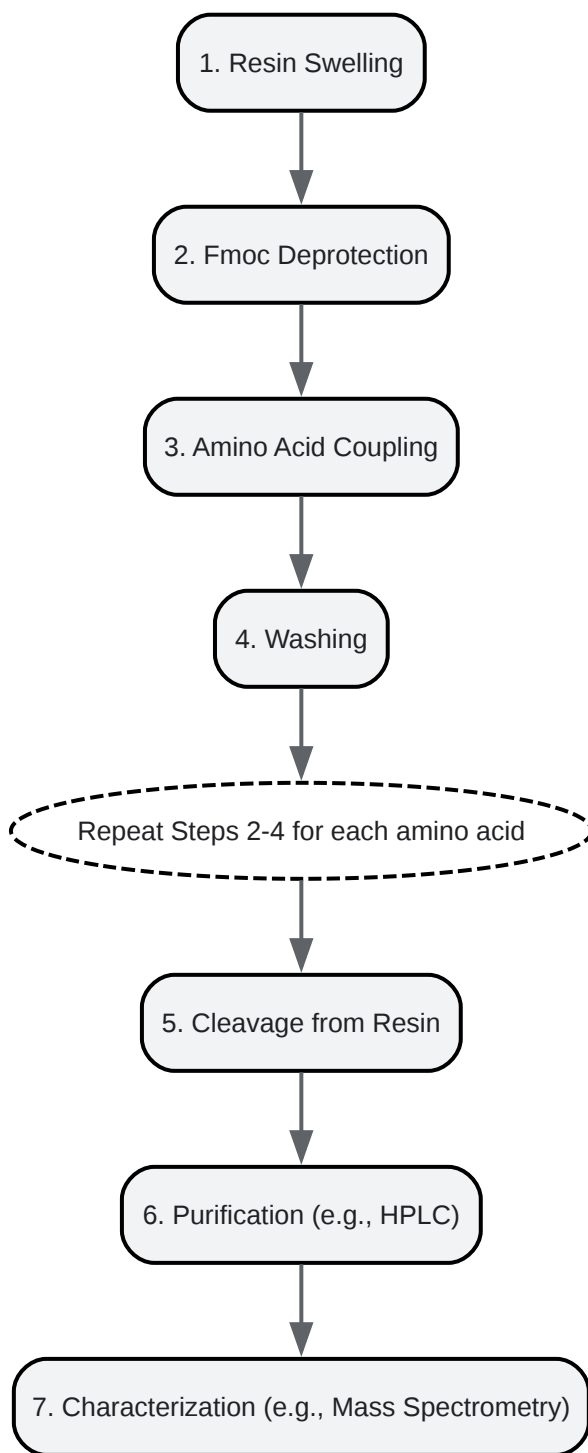 1. Resin Swelling
2. Fmoc Deprotection
3. Amino Acid Coupling
4. Washing
Repeat Steps 2-4 for each amino acid
5. Cleavage from Resin
6. Purification (e.g., HPLC)
7. Characterization (e.g., Mass Spectrometry)